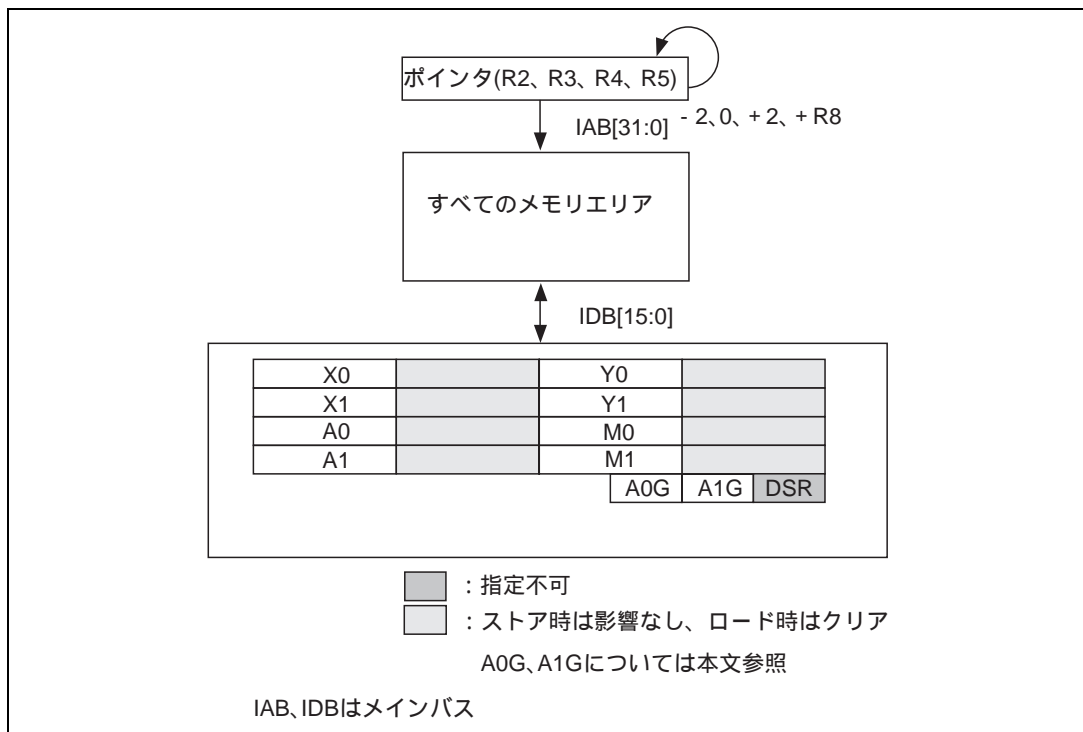 ポインタ(R2、R3、R4、R5)
IAB[31:0]
- 2、0、+ 2、+ R8
すべてのメモリエリア
IDB[15:0]
X0 Y0
X1 Y1
A0 M0
A1 M1
A0G A1G DSR
:指定不可
:ストア時は影響なし、ロード時はクリア
A0G、A1Gについては本文参照
IAB、IDBはメインバス